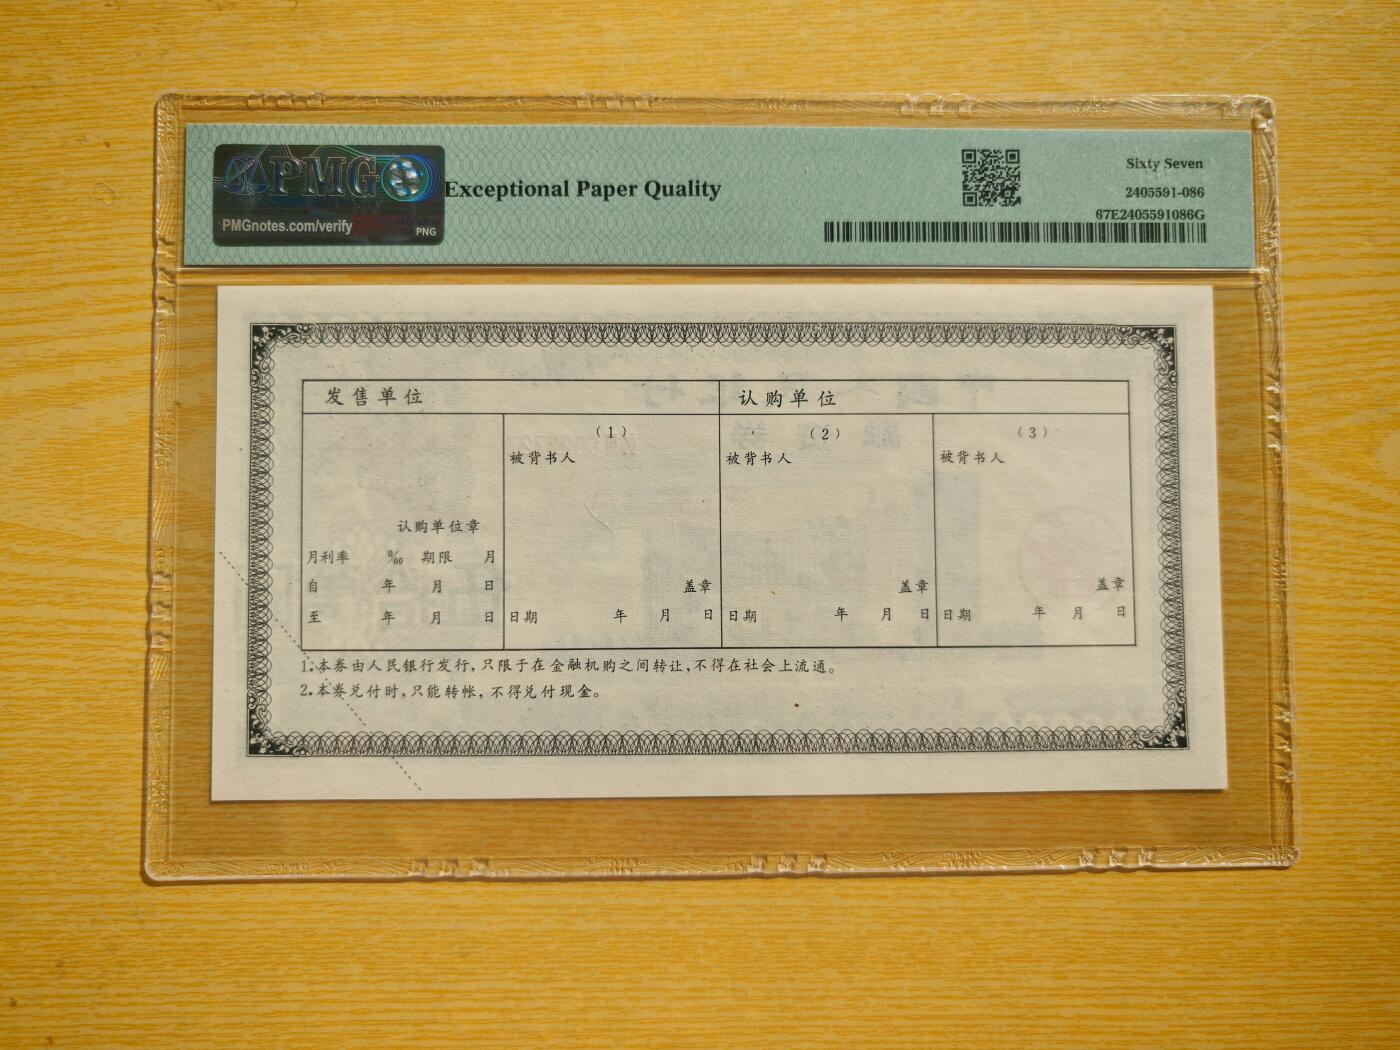 PMG
PMGnotes.com/verify
PNG
Exceptional Paper Quality
Sixty Seven
2405591-086
67E2405591086G
发售单位
认购单位
认购单位章
月利率 ‱ 期限 月
自 年 月 日
至 年 月 日
(1)
被背书人
盖章
日期 年 月 日
(2)
被背书人
盖章
日期 年 月 日
(3)
被背书人
盖章
日期 年 月 日
1.本券由人民银行发行,只限于在金融机购之间转让,不得在社会上流通。
2.本券兑付时,只能转帐,不得兑付现金。